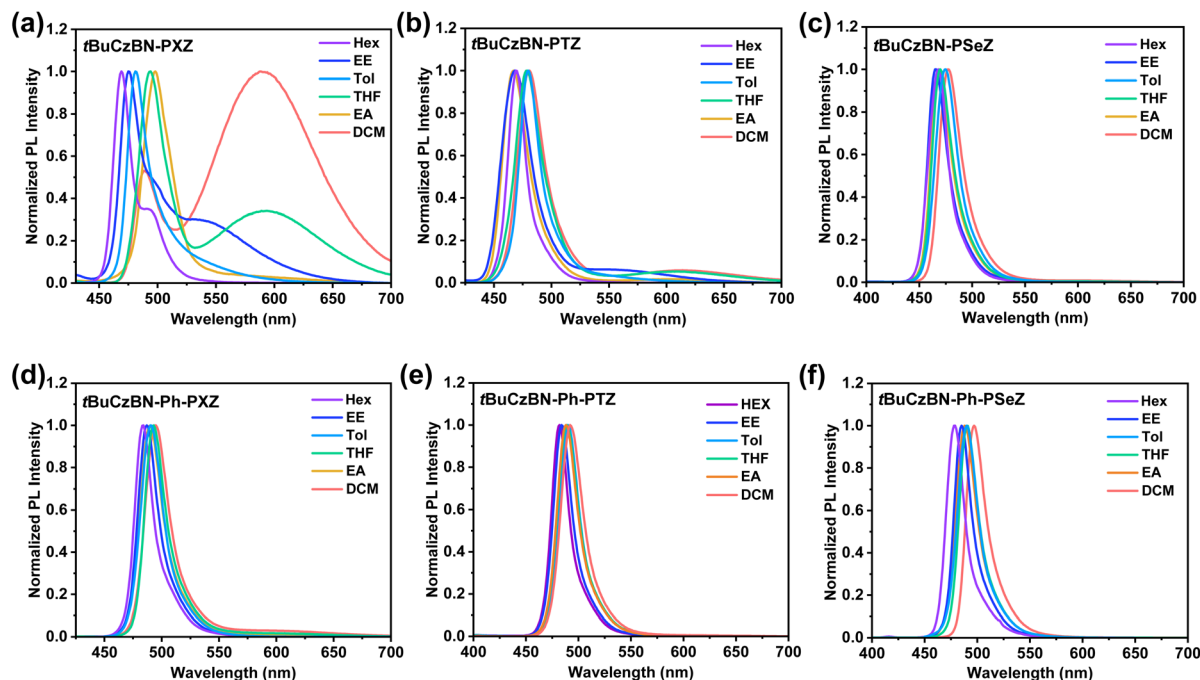 (a)
Normalized PL Intensity
1.2
1.0
0.8
0.6
0.4
0.2
0.0
tBuCzBN-PXZ
Hex
EE
Tol
THF
EA
DCM
450 500 550 600 650 700
Wavelength (nm)
(b)
Normalized PL Intensity
1.2
1.0
0.8
0.6
0.4
0.2
0.0
tBuCzBN-PTZ
Hex
EE
Tol
THF
EA
DCM
450 500 550 600 650 700
Wavelength (nm)
(c)
Normalized PL Intensity
1.2
1.0
0.8
0.6
0.4
0.2
0.0
tBuCzBN-PSeZ
Hex
EE
Tol
THF
EA
DCM
400 450 500 550 600 650 700
Wavelength (nm)
(d)
Normalized PL Intensity
1.2
1.0
0.8
0.6
0.4
0.2
0.0
tBuCzBN-Ph-PXZ
Hex
EE
Tol
THF
EA
DCM
450 500 550 600 650 700
Wavelength (nm)
(e)
Normalized PL Intensity
1.2
1.0
0.8
0.6
0.4
0.2
0.0
tBuCzBN-Ph-PTZ
HEX
EE
Tol
THF
EA
DCM
400 450 500 550 600 650 700
Wavelength (nm)
(f)
Normalized PL Intensity
1.2
1.0
0.8
0.6
0.4
0.2
0.0
tBuCzBN-Ph-PSeZ
Hex
EE
Tol
THF
EA
DCM
400 450 500 550 600 650 700
Wavelength (nm)